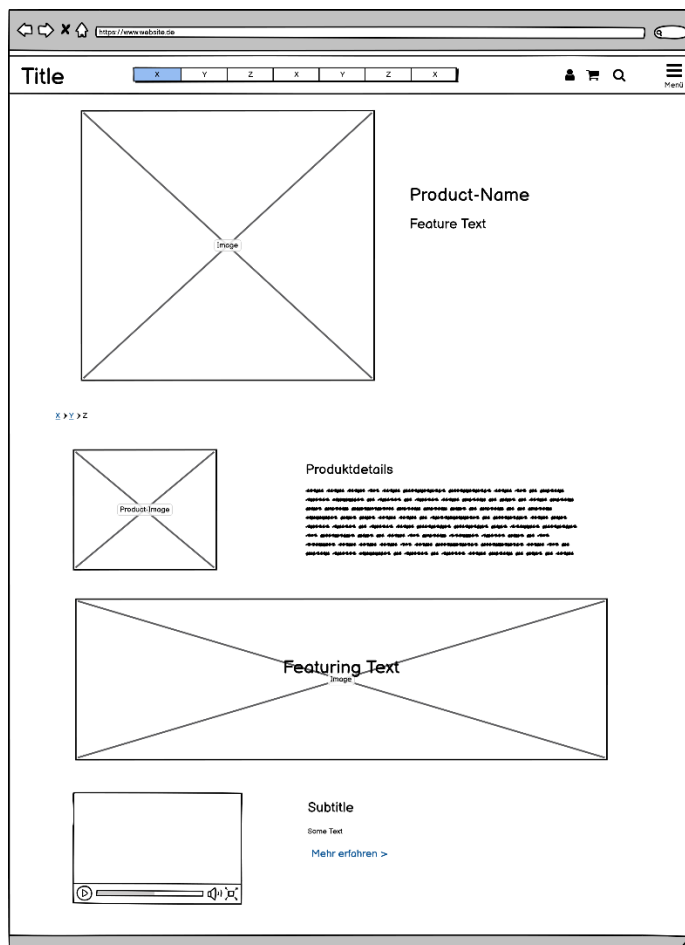 https://www.website.de
Title
X Y Z X Y Z X
Menü
Image
Product-Name
Feature Text
X > Y > Z
Product-Image
Produktdetails
Featuring Text
Image
Subtitle
Some Text
Mehr erfahren >